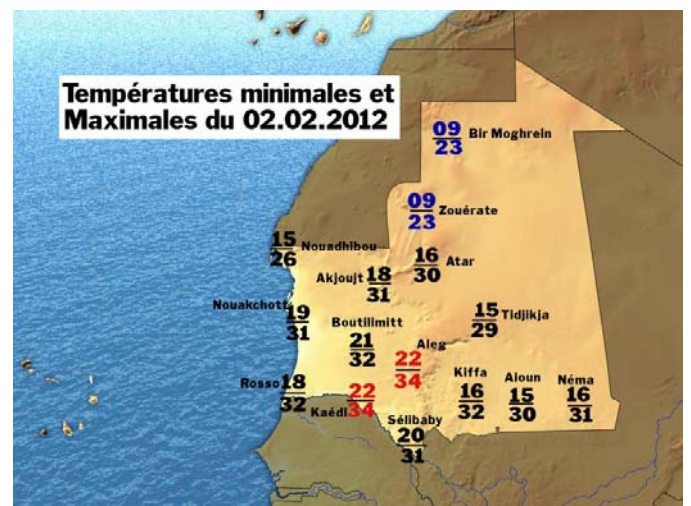 Températures minimales et
Maximales du 02.02.2012
09
23
Bir Moghrein
09
23
Zouérate
15
26
Nouadhibou
16
30
Atar
Akjoujt
18
31
Nouakchott
19
31
15
29
Tidjikja
Boutilimitt
21
32
Aleg
22
34
Rosso
18
32
Kaédi
22
34
Kiffa
16
32
Aioun
15
30
Néma
16
31
Sélibaby
20
31